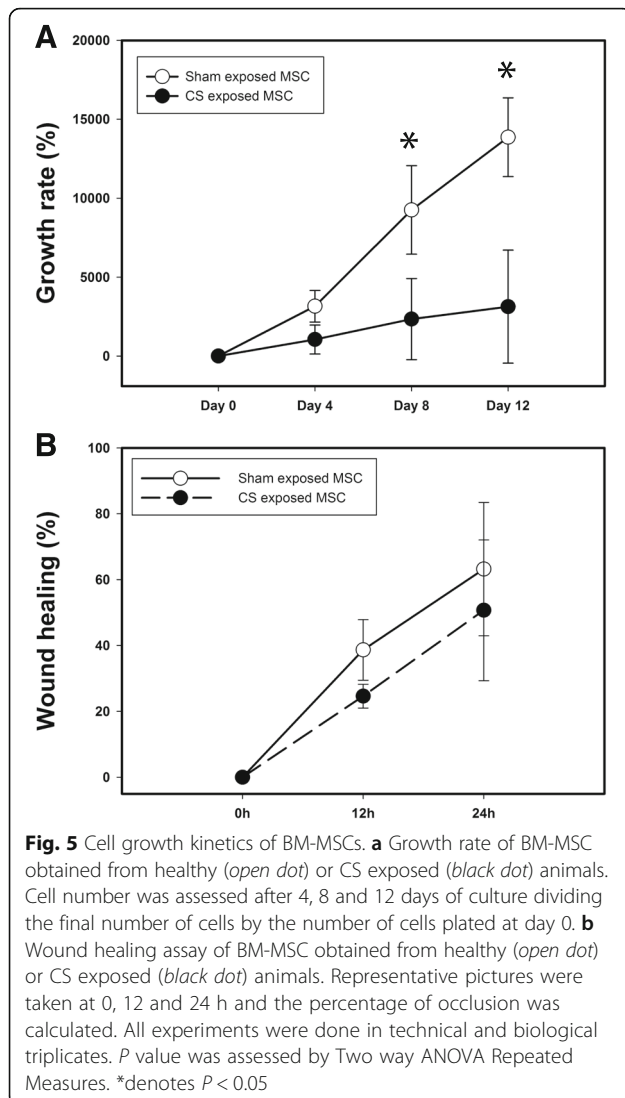 A
20000
15000
10000
5000
0
Growth rate (%)
Sham exposed MSC
CS exposed MSC
*
*
Day 0 Day 4 Day 8 Day 12
B
100
80
60
40
20
0
Wound healing (%)
Sham exposed MSC
CS exposed MSC
0h 12h 24h
Fig. 5 Cell growth kinetics of BM-MSCs. a Growth rate of BM-MSC
obtained from healthy (open dot) or CS exposed (black dot) animals.
Cell number was assessed after 4, 8 and 12 days of culture dividing
the final number of cells by the number of cells plated at day 0. b
Wound healing assay of BM-MSC obtained from healthy (open dot)
or CS exposed (black dot) animals. Representative pictures were
taken at 0, 12 and 24 h and the percentage of occlusion was
calculated. All experiments were done in technical and biological
triplicates. P value was assessed by Two way ANOVA Repeated
Measures. *denotes P < 0.05